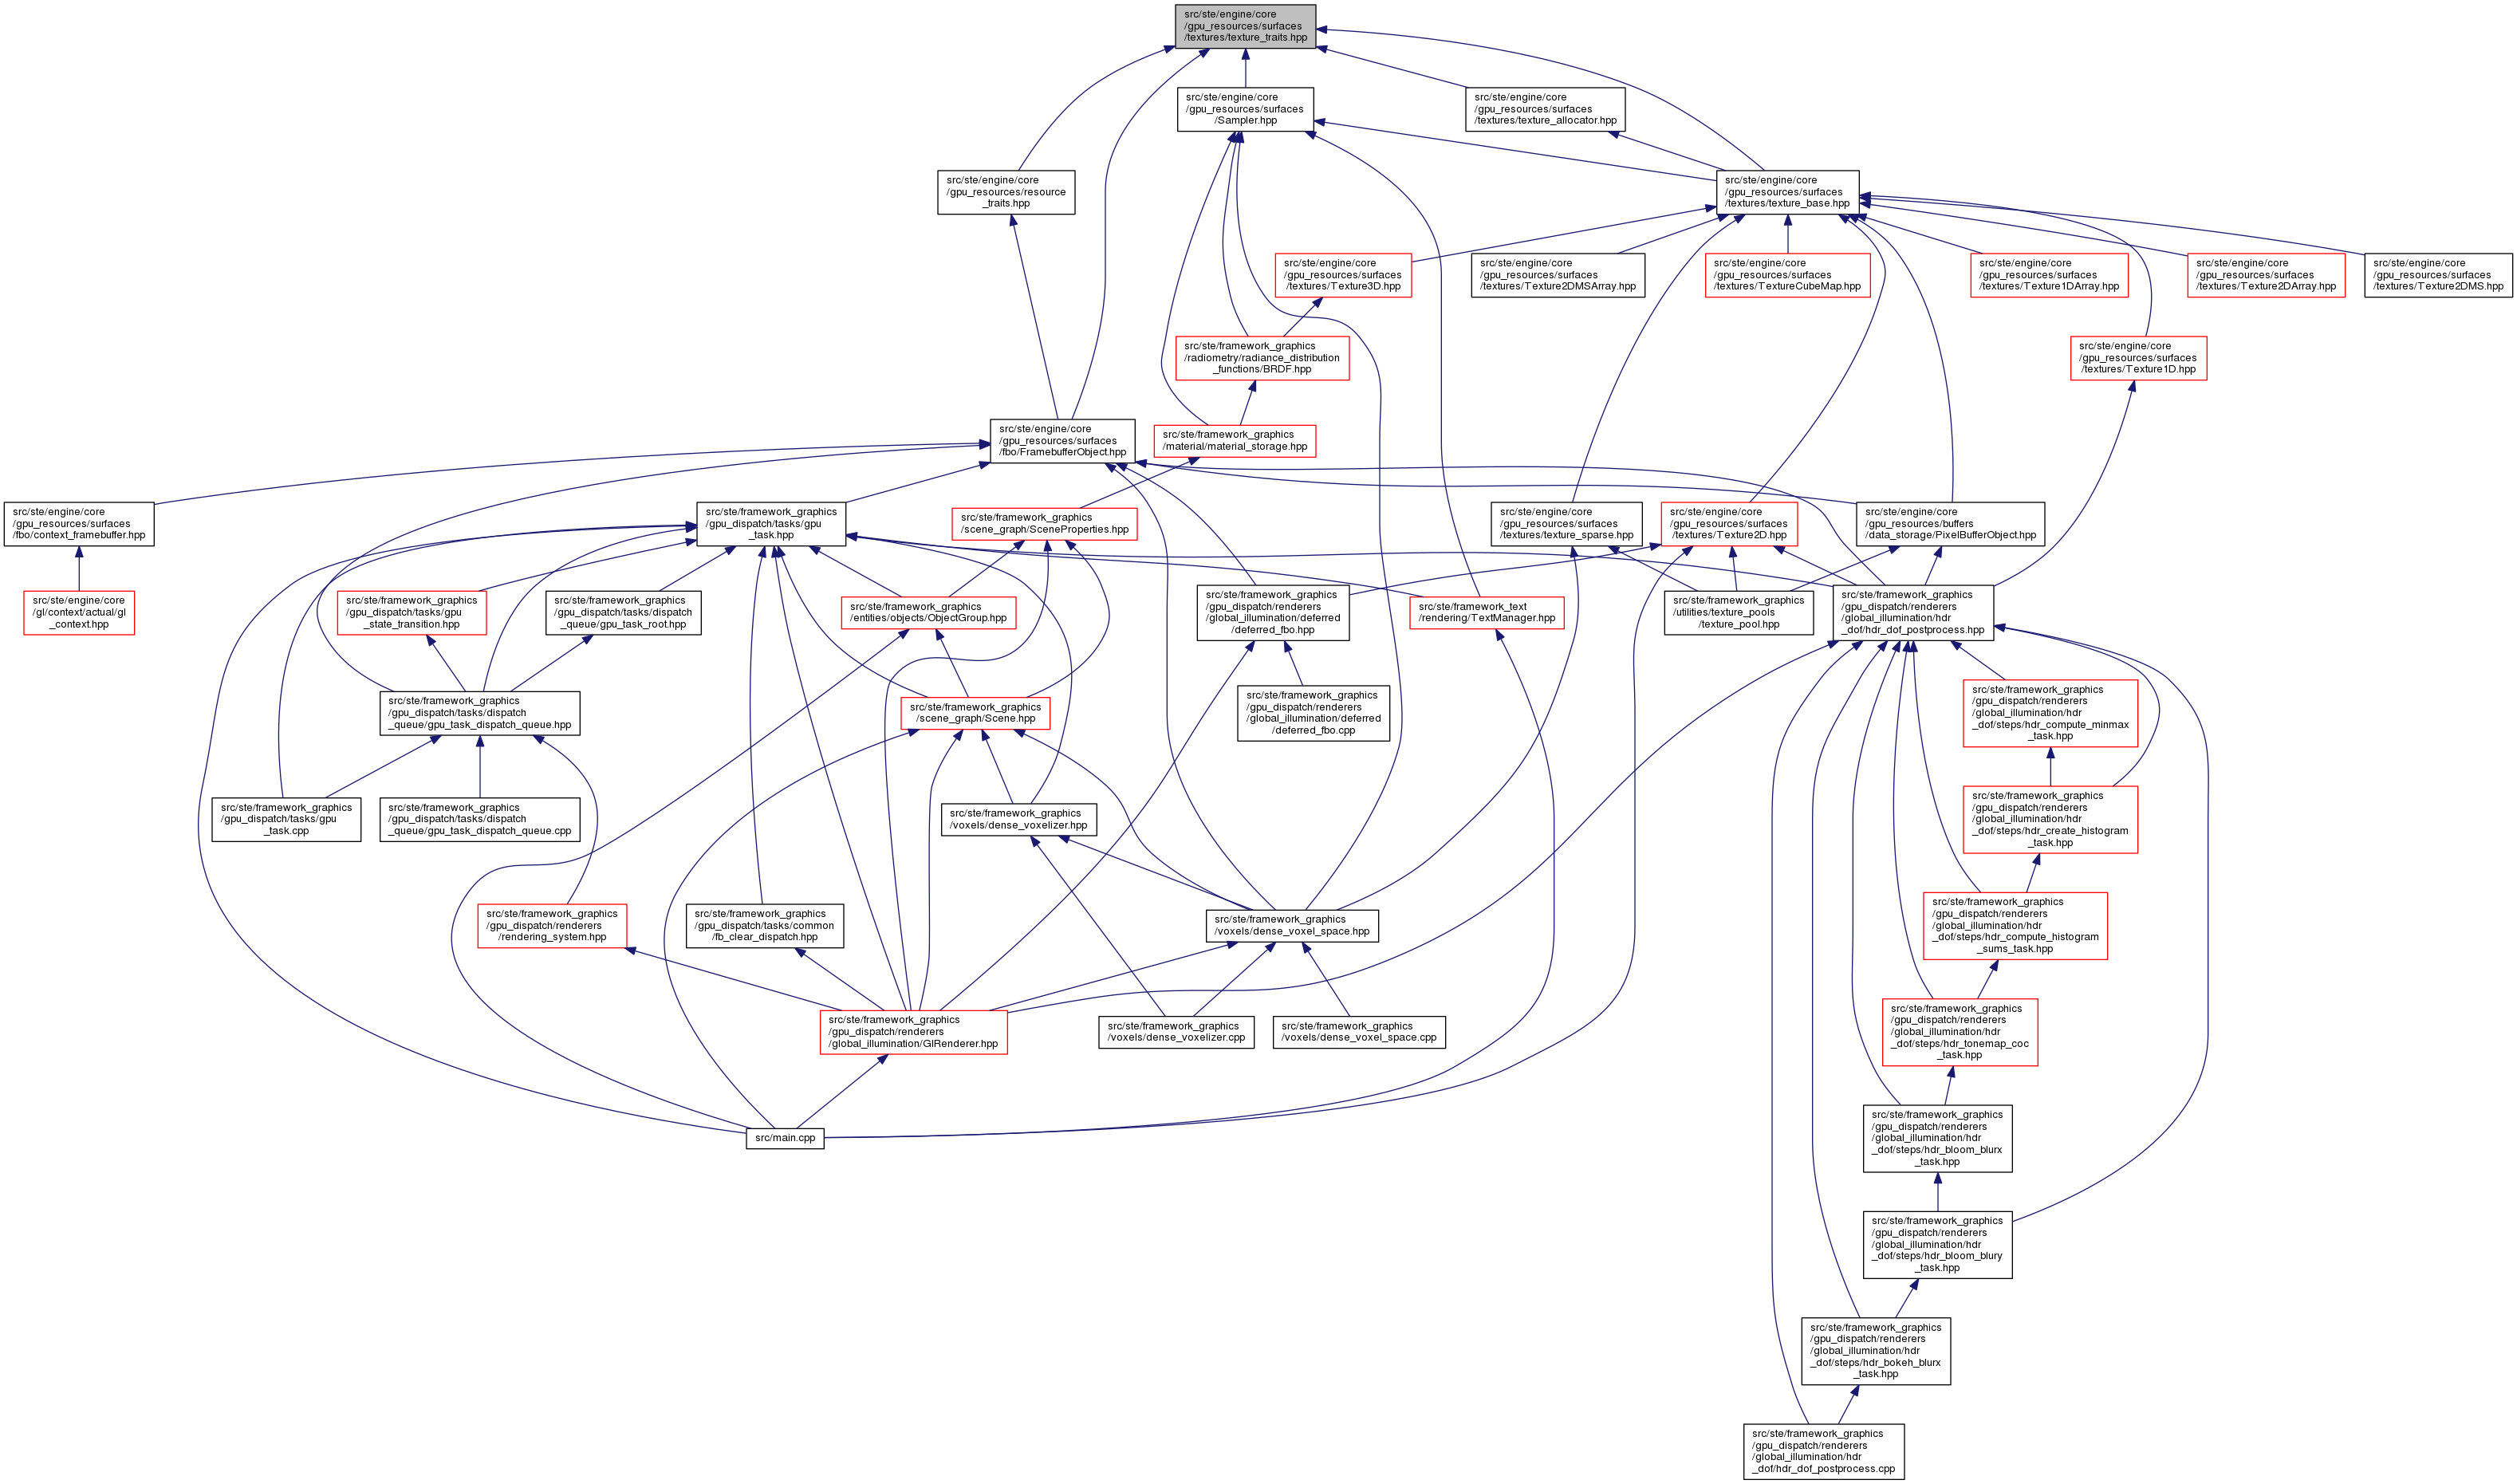 src/ste/engine/core
/gpu_resources/surfaces
/textures/texture_traits.hpp
src/ste/engine/core
/gpu_resources/surfaces
/Sampler.hpp
src/ste/engine/core
/gpu_resources/surfaces
/textures/texture_allocator.hpp
src/ste/engine/core
/gpu_resources/resource
_traits.hpp
src/ste/engine/core
/gpu_resources/surfaces
/textures/texture_base.hpp
src/ste/engine/core
/gpu_resources/surfaces
/textures/Texture3D.hpp
src/ste/engine/core
/gpu_resources/surfaces
/textures/Texture2DMSArray.hpp
src/ste/engine/core
/gpu_resources/surfaces
/textures/TextureCubeMap.hpp
src/ste/engine/core
/gpu_resources/surfaces
/textures/Texture1DArray.hpp
src/ste/engine/core
/gpu_resources/surfaces
/textures/Texture2DArray.hpp
src/ste/engine/core
/gpu_resources/surfaces
/textures/Texture2DMS.hpp
src/ste/framework_graphics
/radiometry/radiance_distribution
_functions/BRDF.hpp
src/ste/engine/core
/gpu_resources/surfaces
/textures/Texture1D.hpp
src/ste/engine/core
/gpu_resources/surfaces
/fbo/FramebufferObject.hpp
src/ste/framework_graphics
/material/material_storage.hpp
src/ste/engine/core
/gpu_resources/surfaces
/fbo/context_framebuffer.hpp
src/ste/framework_graphics
/gpu_dispatch/tasks/gpu
_task.hpp
src/ste/framework_graphics
/scene_graph/SceneProperties.hpp
src/ste/engine/core
/gpu_resources/surfaces
/textures/texture_sparse.hpp
src/ste/engine/core
/gpu_resources/surfaces
/textures/Texture2D.hpp
src/ste/engine/core
/gpu_resources/buffers
/data_storage/PixelBufferObject.hpp
src/ste/engine/core
/gl/context/actual/gl
_context.hpp
src/ste/framework_graphics
/gpu_dispatch/tasks/gpu
_state_transition.hpp
src/ste/framework_graphics
/gpu_dispatch/tasks/dispatch
_queue/gpu_task_root.hpp
src/ste/framework_graphics
/entities/objects/ObjectGroup.hpp
src/ste/framework_graphics
/gpu_dispatch/renderers
/global_illumination/deferred
/deferred_fbo.hpp
src/ste/framework_text
/rendering/TextManager.hpp
src/ste/framework_graphics
/utilities/texture_pools
/texture_pool.hpp
src/ste/framework_graphics
/gpu_dispatch/renderers
/global_illumination/hdr
_dof/hdr_dof_postprocess.hpp
src/ste/framework_graphics
/gpu_dispatch/tasks/dispatch
_queue/gpu_task_dispatch_queue.hpp
src/ste/framework_graphics
/scene_graph/Scene.hpp
src/ste/framework_graphics
/gpu_dispatch/renderers
/global_illumination/deferred
/deferred_fbo.cpp
src/ste/framework_graphics
/gpu_dispatch/renderers
/global_illumination/hdr
_dof/steps/hdr_compute_minmax
_task.hpp
src/ste/framework_graphics
/gpu_dispatch/tasks/gpu
_task.cpp
src/ste/framework_graphics
/gpu_dispatch/tasks/dispatch
_queue/gpu_task_dispatch_queue.cpp
src/ste/framework_graphics
/voxels/dense_voxelizer.hpp
src/ste/framework_graphics
/gpu_dispatch/renderers
/global_illumination/hdr
_dof/steps/hdr_create_histogram
_task.hpp
src/ste/framework_graphics
/gpu_dispatch/renderers
/rendering_system.hpp
src/ste/framework_graphics
/gpu_dispatch/tasks/common
/fb_clear_dispatch.hpp
src/ste/framework_graphics
/voxels/dense_voxel_space.hpp
src/ste/framework_graphics
/gpu_dispatch/renderers
/global_illumination/hdr
_dof/steps/hdr_compute_histogram
_sums_task.hpp
src/ste/framework_graphics
/gpu_dispatch/renderers
/global_illumination/GIRenderer.hpp
src/ste/framework_graphics
/voxels/dense_voxelizer.cpp
src/ste/framework_graphics
/voxels/dense_voxel_space.cpp
src/ste/framework_graphics
/gpu_dispatch/renderers
/global_illumination/hdr
_dof/steps/hdr_tonemap_coc
_task.hpp
src/main.cpp
src/ste/framework_graphics
/gpu_dispatch/renderers
/global_illumination/hdr
_dof/steps/hdr_bloom_blurx
_task.hpp
src/ste/framework_graphics
/gpu_dispatch/renderers
/global_illumination/hdr
_dof/steps/hdr_bloom_blury
_task.hpp
src/ste/framework_graphics
/gpu_dispatch/renderers
/global_illumination/hdr
_dof/steps/hdr_bokeh_blurx
_task.hpp
src/ste/framework_graphics
/gpu_dispatch/renderers
/global_illumination/hdr
_dof/hdr_dof_postprocess.cpp